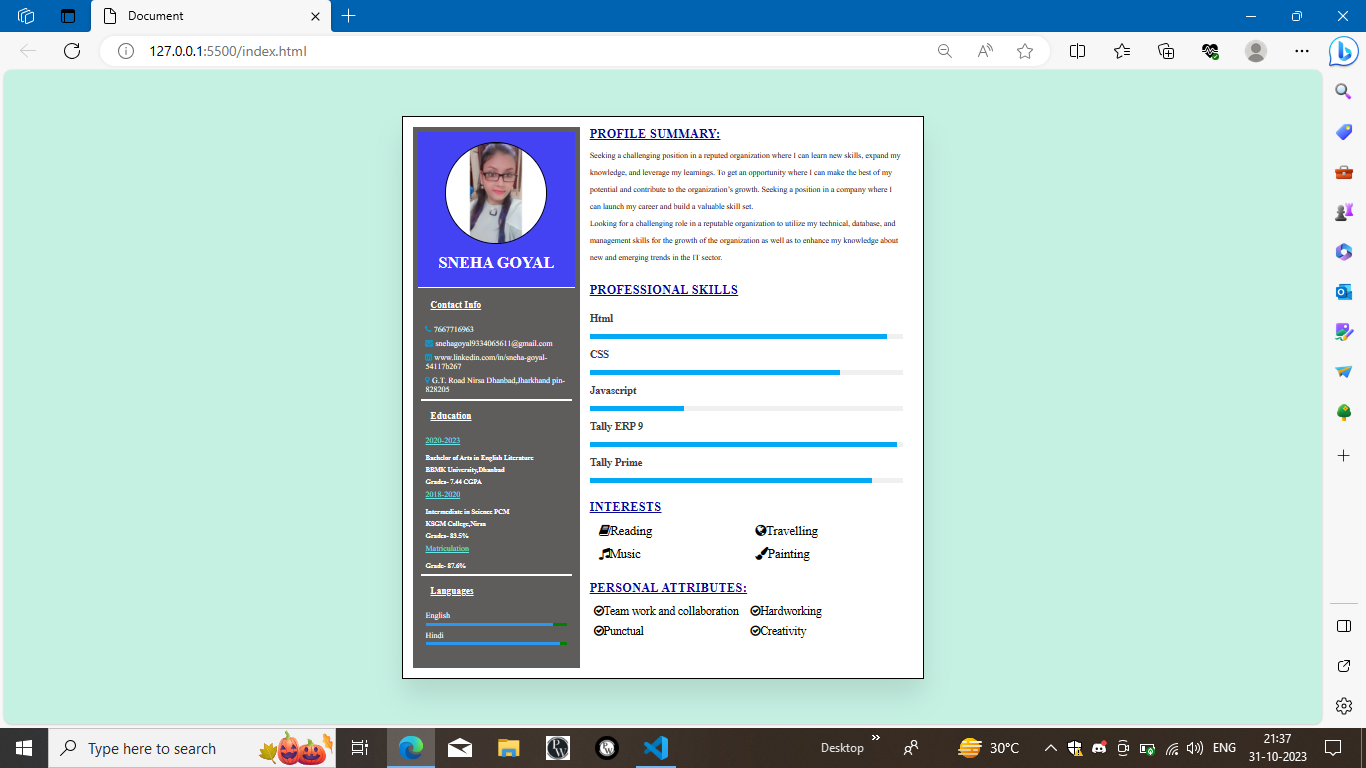 Document
127.0.0.1:5500/index.html
SNEHA GOYAL
Contact Info
7667716963
snehagoyal9334065611@gmail.com
www.linkedin.com/in/sneha-goyal-
54117b267
G.T. Road Nirsa Dhanbad,Jharkhand pin-
828205
Education
2020-2023
Bachelor of Arts in English Literature
BBMK University,Dhanbad
Grades- 7.44 CGPA
2018-2020
Intermediate in Science PCM
KSGM College,Nirsa
Grades- 83.5%
Matriculation
Grade- 87.6%
Languages
English
Hindi
PROFILE SUMMARY:
Seeking a challenging position in a reputed organization where I can learn new skills, expand my
knowledge, and leverage my learnings. To get an opportunity where I can make the best of my
potential and contribute to the organization's growth. Seeking a position in a company where I
can launch my career and build a valuable skill set.
Looking for a challenging role in a reputable organization to utilize my technical, database, and
management skills for the growth of the organization as well as to enhance my knowledge about
new and emerging trends in the IT sector.
PROFESSIONAL SKILLS
Html
CSS
Javascript
Tally ERP 9
Tally Prime
INTERESTS
Reading Travelling
Music Painting
PERSONAL ATTRIBUTES:
Team work and collaboration Hardworking
Punctual Creativity
Type here to search
Desktop
30°C
ENG
21:37
31-10-2023